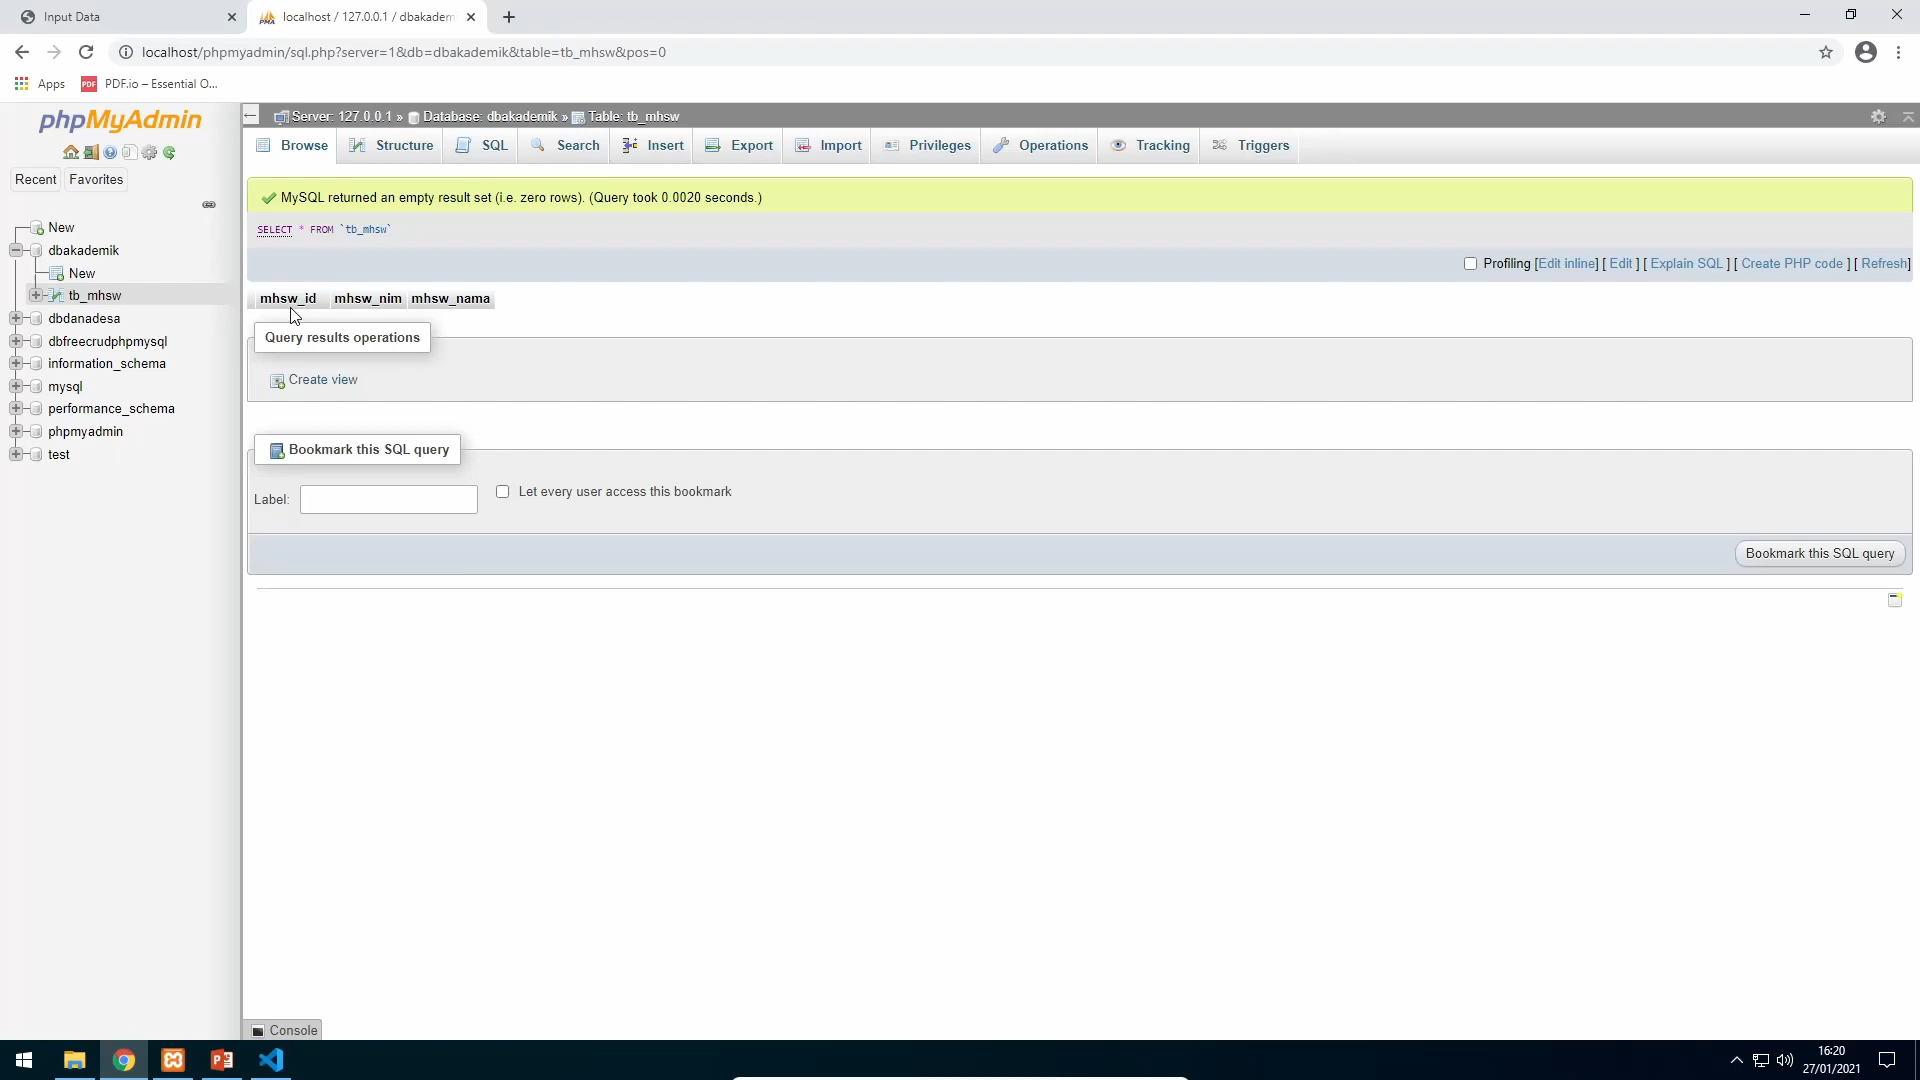 Input Data
localhost / 127.0.0.1 / dbakadem
localhost/phpmyadmin/sql.php?server=1&db=dbakademik&table=tb_mhsw&pos=0
Apps
PDF
PDF.io – Essential O...
phpMyAdmin
Recent
Favorites
New
dbakademik
New
tb_mhsw
dbdanadesa
dbfreecrudphpmysql
information_schema
mysql
performance_schema
phpmyadmin
test
Server: 127.0.0.1 » Database: dbakademik » Table: tb_mhsw
Browse
Structure
SQL
Search
Insert
Export
Import
Privileges
Operations
Tracking
Triggers
MySQL returned an empty result set (i.e. zero rows). (Query took 0.0020 seconds.)
SELECT * FROM `tb_mhsw`
Profiling [Edit inline] [ Edit ] [ Explain SQL ] [ Create PHP code ] [ Refresh]
mhsw_id mhsw_nim mhsw_nama
Query results operations
Create view
Bookmark this SQL query
Label:
Let every user access this bookmark
Bookmark this SQL query
Console
16:20
27/01/2021